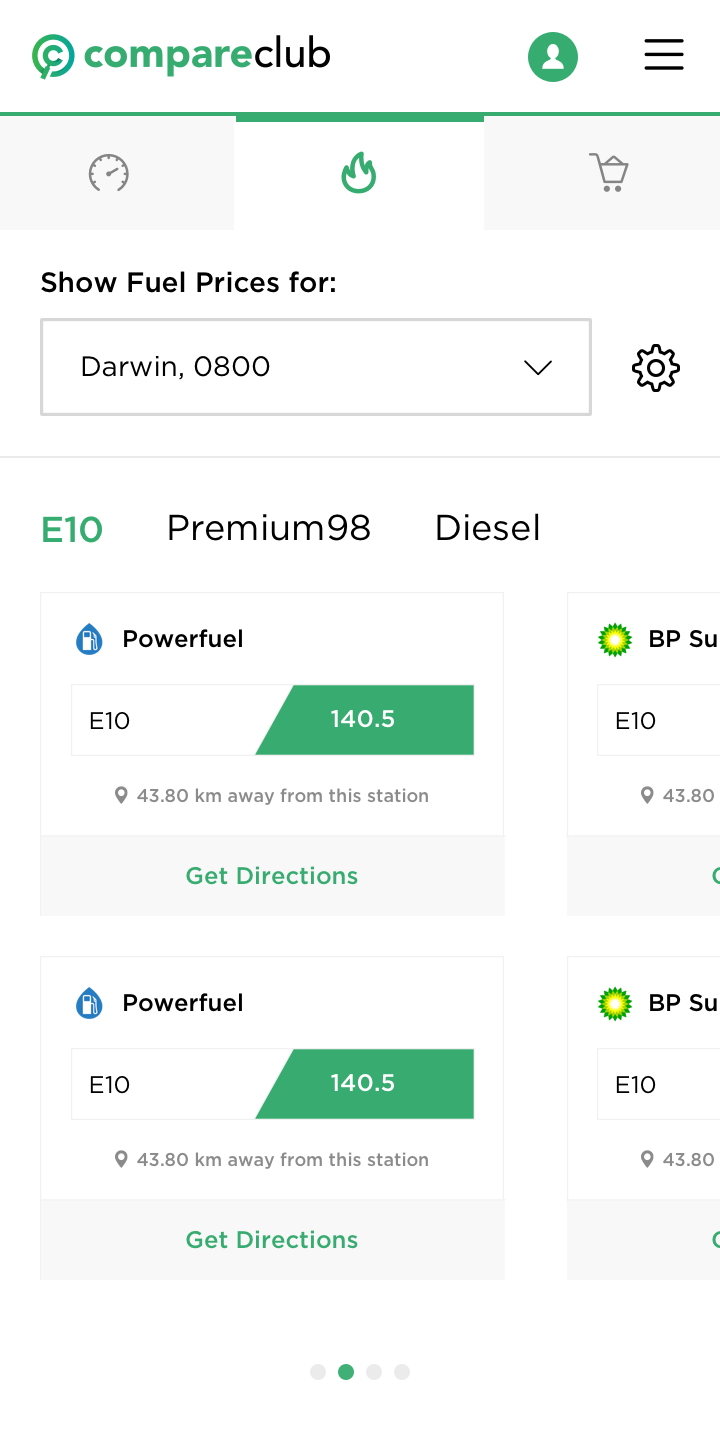 compareclub
Show Fuel Prices for:
Darwin, 0800
E10 Premium98 Diesel
Powerfuel
E10 140.5
43.80 km away from this station
Get Directions
BP Su
E10
43.80
Powerfuel
E10 140.5
43.80 km away from this station
Get Directions
BP Su
E10
43.80